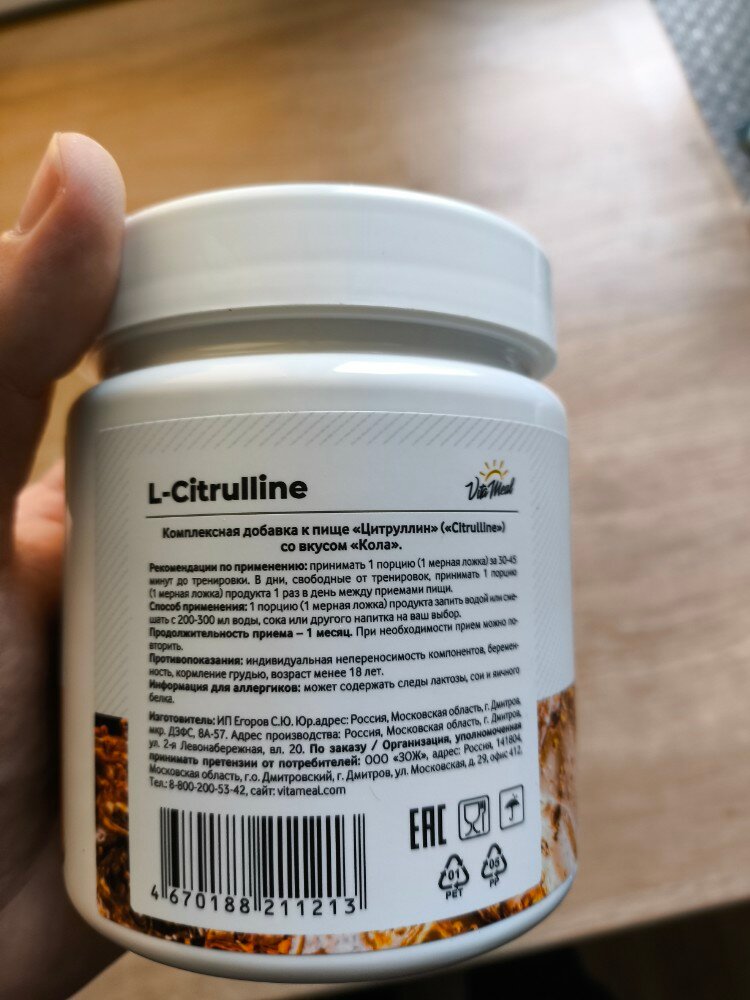 L-Citrulline
Vita Meal
Комплексная добавка к пище «Цитруллин» («Citrulline»)
со вкусом «Кола».
Рекомендации по применению: принимать 1 порцию (1 мерная ложка) за 30-45
минут до тренировки. В дни, свободные от тренировок, принимать 1 порцию
(1 мерная ложка) продукта 1 раз в день между приемами пищи.
Способ применения: 1 порцию (1 мерная ложка) продукта запить водой или сме-
шать с 200-300 мл воды, сока или другого напитка на ваш выбор.
Продолжительность приема – 1 месяц. При необходимости прием можно по-
вторить.
Противопоказания: индивидуальная непереносимость компонентов, беремен-
ность, кормление грудью, возраст менее 18 лет.
Информация для аллергиков: может содержать следы лактозы, сои и яичного
белка.
Изготовитель: ИП Егоров С.Ю. Юр.адрес: Россия, Московская область, г. Дмитров,
мкр. ДЗФС, 8А-57. Адрес производства: Россия, Московская область, г. Дмитров,
ул. 2-я Левонабережная, вл. 20. По заказу / Организация, уполномоченная
принимать претензии от потребителей: ООО «ЗОЖ», адрес: Россия, 141804,
Московская область, г.о. Дмитровский, г. Дмитров, ул. Московская, д. 29, офис 412.
Тел.: 8-800-200-53-42, сайт: vitameal.com
EAC
01
PET
05
PP
4 670188 211213